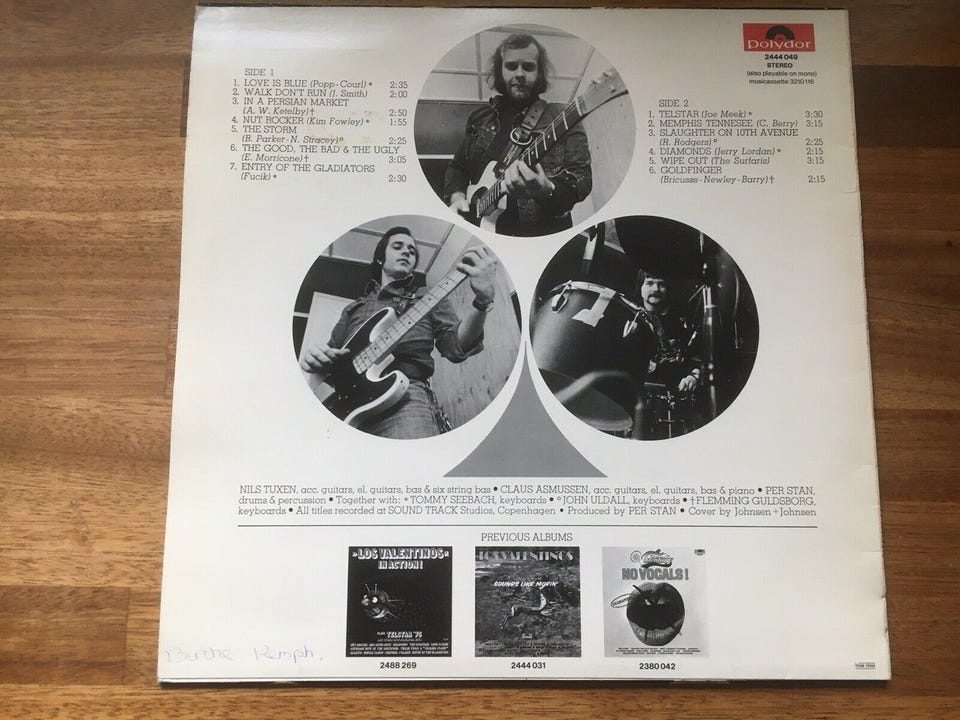 polydor
2444 049
STEREO
(also playable on mono)
musicassette 3210 116
SIDE 1
1. LOVE IS BLUE (Popp-Courl) * 2:35
2. WALK DON'T RUN (J. Smith) 2:00
3. IN A PERSIAN MARKET
(A. W. Ketelby) † 2:50
4. NUT ROCKER (Kim Fowley) * 1:55
5. THE STORM
(B. Parker - N. Stracey) ° 2:25
6. THE GOOD, THE BAD & THE UGLY
(E. Morricone) † 3:05
7. ENTRY OF THE GLADIATORS
(Fucik) * 2:30
SIDE 2
1. TELSTAR (Joe Meek) * 3:30
2. MEMPHIS TENNESEE (C. Berry) 3:15
3. SLAUGHTER ON 10TH AVENUE
(R. Rodgers) ° 2:25
4. DIAMONDS (Jerry Lordan) * 2:15
5. WIPE OUT (The Surfaris) 3:15
6. GOLDFINGER
(Bricusse - Newley - Barry) † 2:15
NILS TUXEN, acc. guitars, el. guitars, bas & six string bas • CLAUS ASMUSSEN, acc. guitars, el. guitars, bas & piano • PER STAN,
drums & percussion • Together with: * TOMMY SEEBACH, keyboards • ° JOHN ULDALL, keyboards • † FLEMMING GULDSBORG,
keyboards • All titles recorded at SOUND TRACK Studios, Copenhagen • Produced by PER STAN • Cover by Johnsen + Johnsen
PREVIOUS ALBUMS
»LOS VALENTINOS«
IN ACTION!
PLUS TELSTAR '75
LOS VALENTINOS
SOUNDS LIKE MOVIN'
NO VOCALS!
2488 269
2444 031
2380 042
Birthe Kemph.